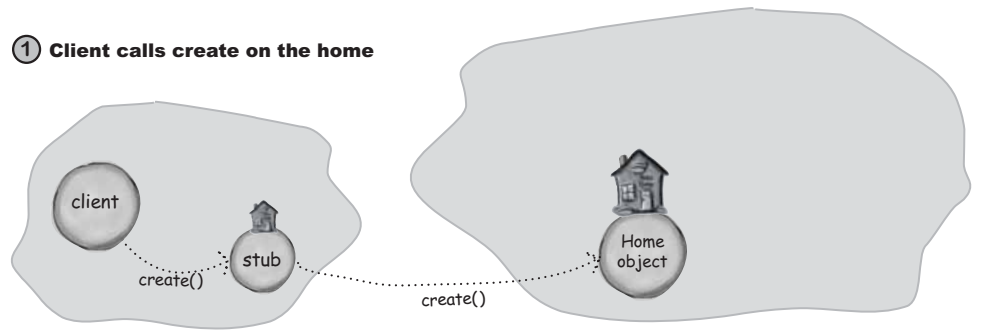 1 Client calls create on the home
client
stub
create()
create()
Home
object